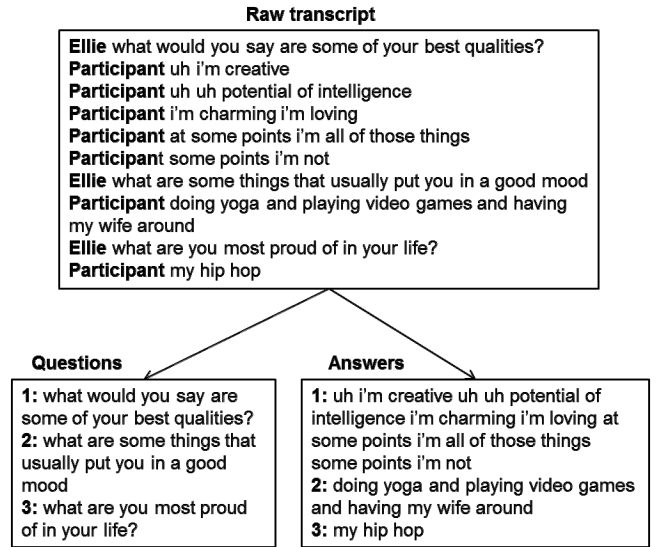 Raw transcript
Ellie what would you say are some of your best qualities?
Participant uh i'm creative
Participant uh uh potential of intelligence
Participant i'm charming i'm loving
Participant at some points i'm all of those things
Participant some points i'm not
Ellie what are some things that usually put you in a good mood
Participant doing yoga and playing video games and having
my wife around
Ellie what are you most proud of in your life?
Participant my hip hop
Questions
1: what would you say are
some of your best qualities?
2: what are some things that
usually put you in a good
mood
3: what are you most proud
of in your life?
Answers
1: uh i'm creative uh uh potential of
intelligence i'm charming i'm loving at
some points i'm all of those things
some points i'm not
2: doing yoga and playing video games
and having my wife around
3: my hip hop